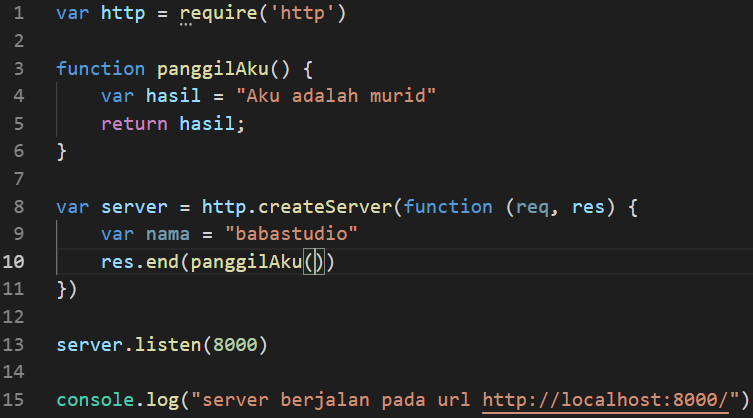 1 var http = require('http')
2
3 function panggilAku() {
4 var hasil = "Aku adalah murid"
5 return hasil;
6 }
7
8 var server = http.createServer(function (req, res) {
9 var nama = "babastudio"
10 res.end(panggilAku())
11 })
12
13 server.listen(8000)
14
15 console.log("server berjalan pada url http://localhost:8000/")